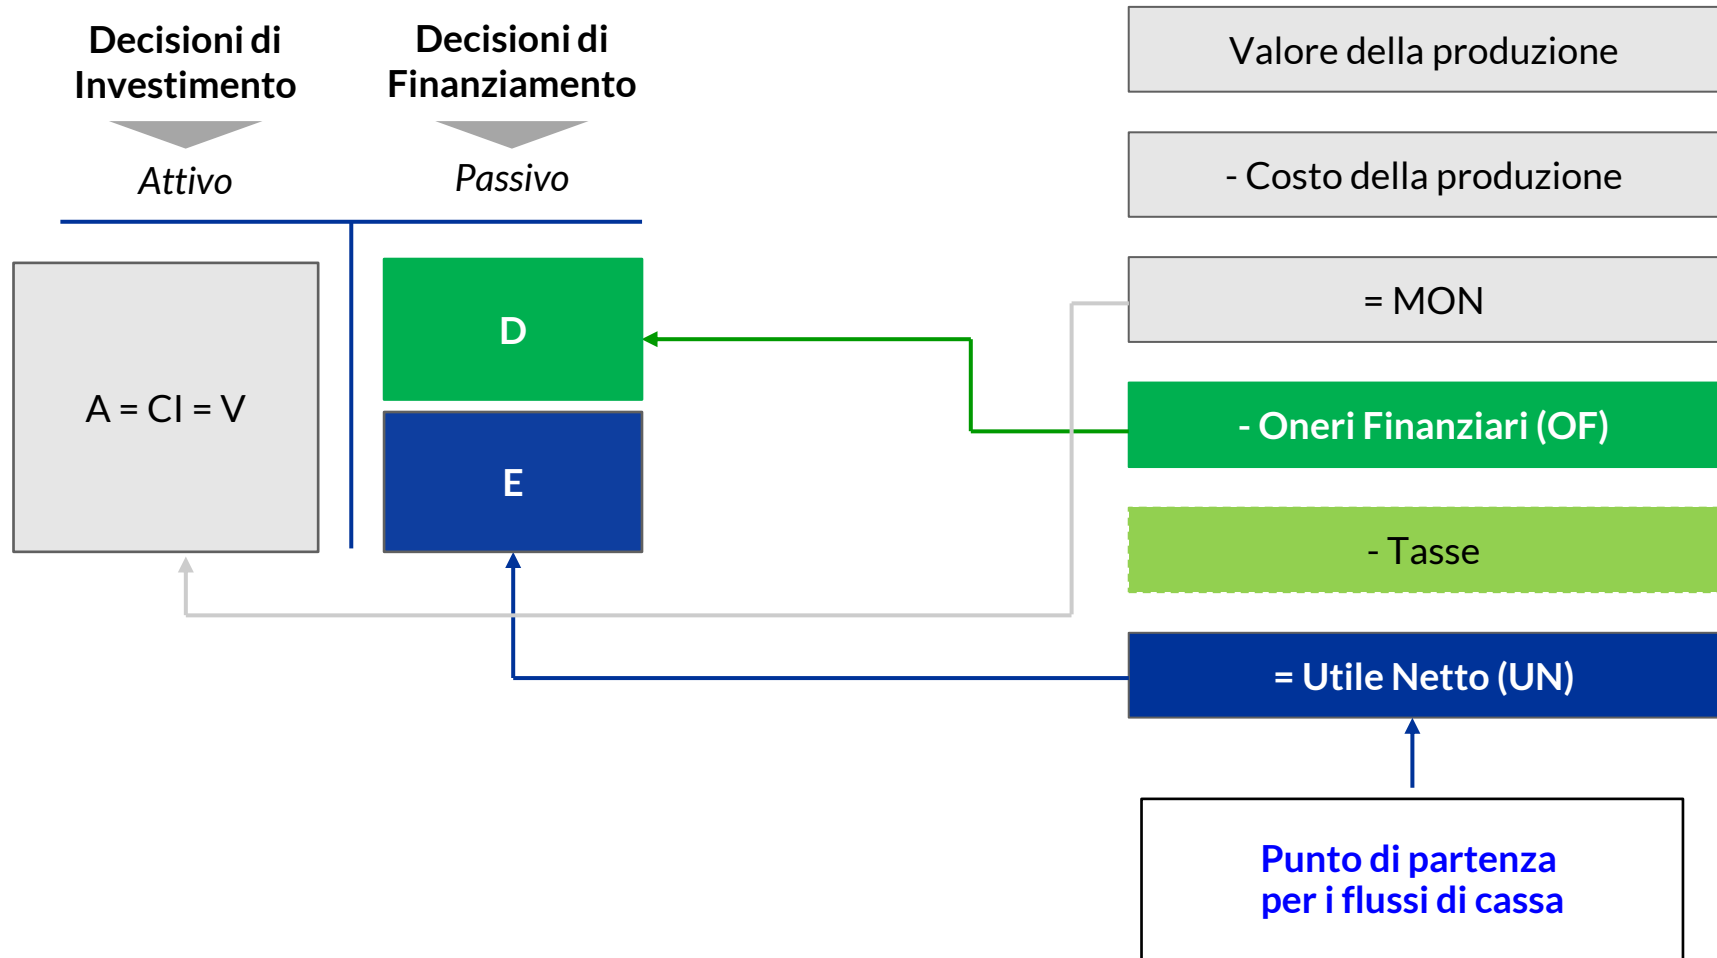 Decisioni di
Investimento
Decisioni di
Finanziamento
Attivo
Passivo
A = CI = V
D
E
Valore della produzione
- Costo della produzione
= MON
- Oneri Finanziari (OF)
- Tasse
= Utile Netto (UN)
Punto di partenza
per i flussi di cassa